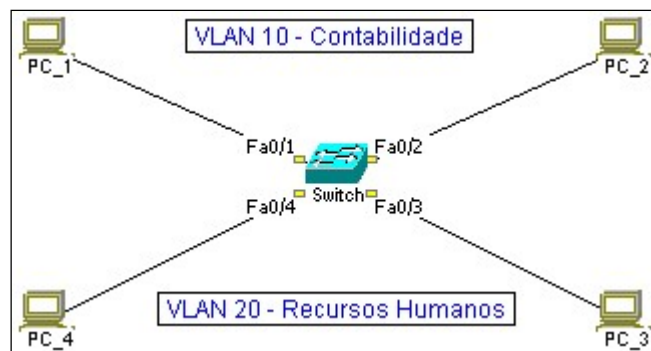 VLAN 10 - Contabilidade
PC_1
PC_2
Fa0/1
Fa0/2
Switch
Fa0/4
Fa0/3
VLAN 20 - Recursos Humanos
PC_4
PC_3